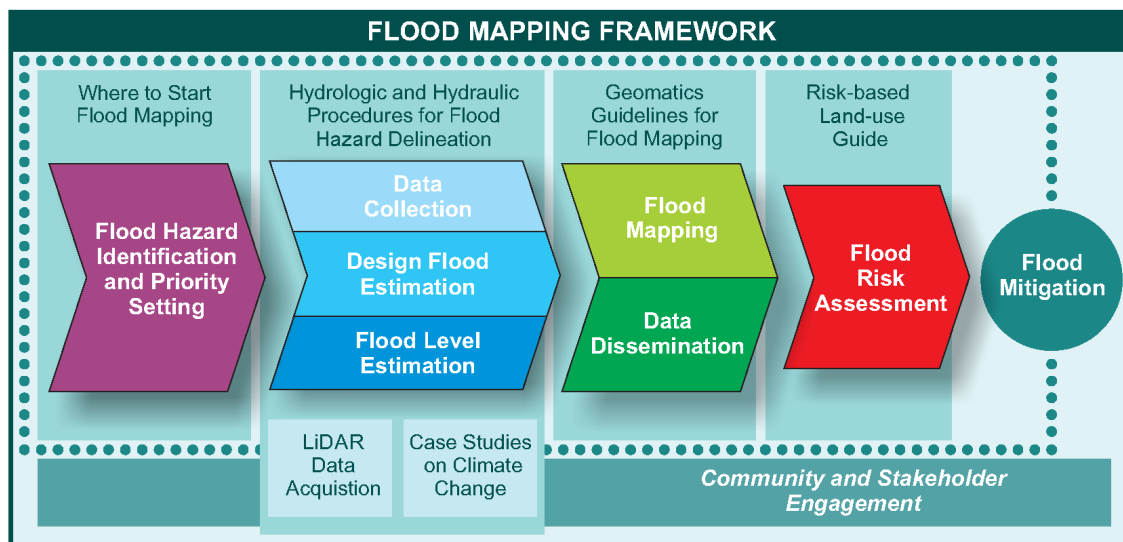 FLOOD MAPPING FRAMEWORK
Where to Start
Flood Mapping
Flood Hazard
Identification
and Priority
Setting
Hydrologic and Hydraulic
Procedures for Flood
Hazard Delineation
Data
Collection
Design Flood
Estimation
Flood Level
Estimation
LiDAR
Data
Acquistion
Case Studies
on Climate
Change
Geomatics
Guidelines for
Flood Mapping
Flood
Mapping
Data
Dissemination
Risk-based
Land-use
Guide
Flood
Risk
Assessment
Flood
Mitigation
Community and Stakeholder
Engagement